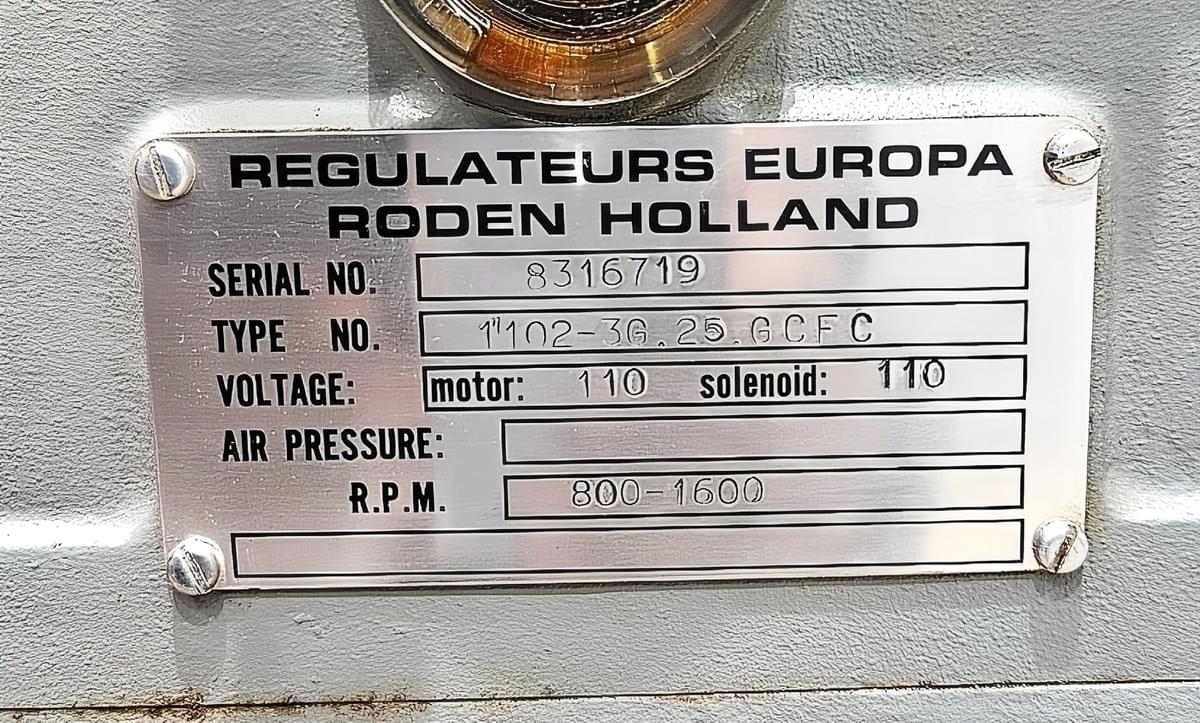 REGULATEURS EUROPA
RODEN HOLLAND
SERIAL NO. 8316719
TYPE NO. 1"102-3G.25.GCFC
VOLTAGE: motor: 110 solenoid: 110
AIR PRESSURE:
R.P.M. 800-1600